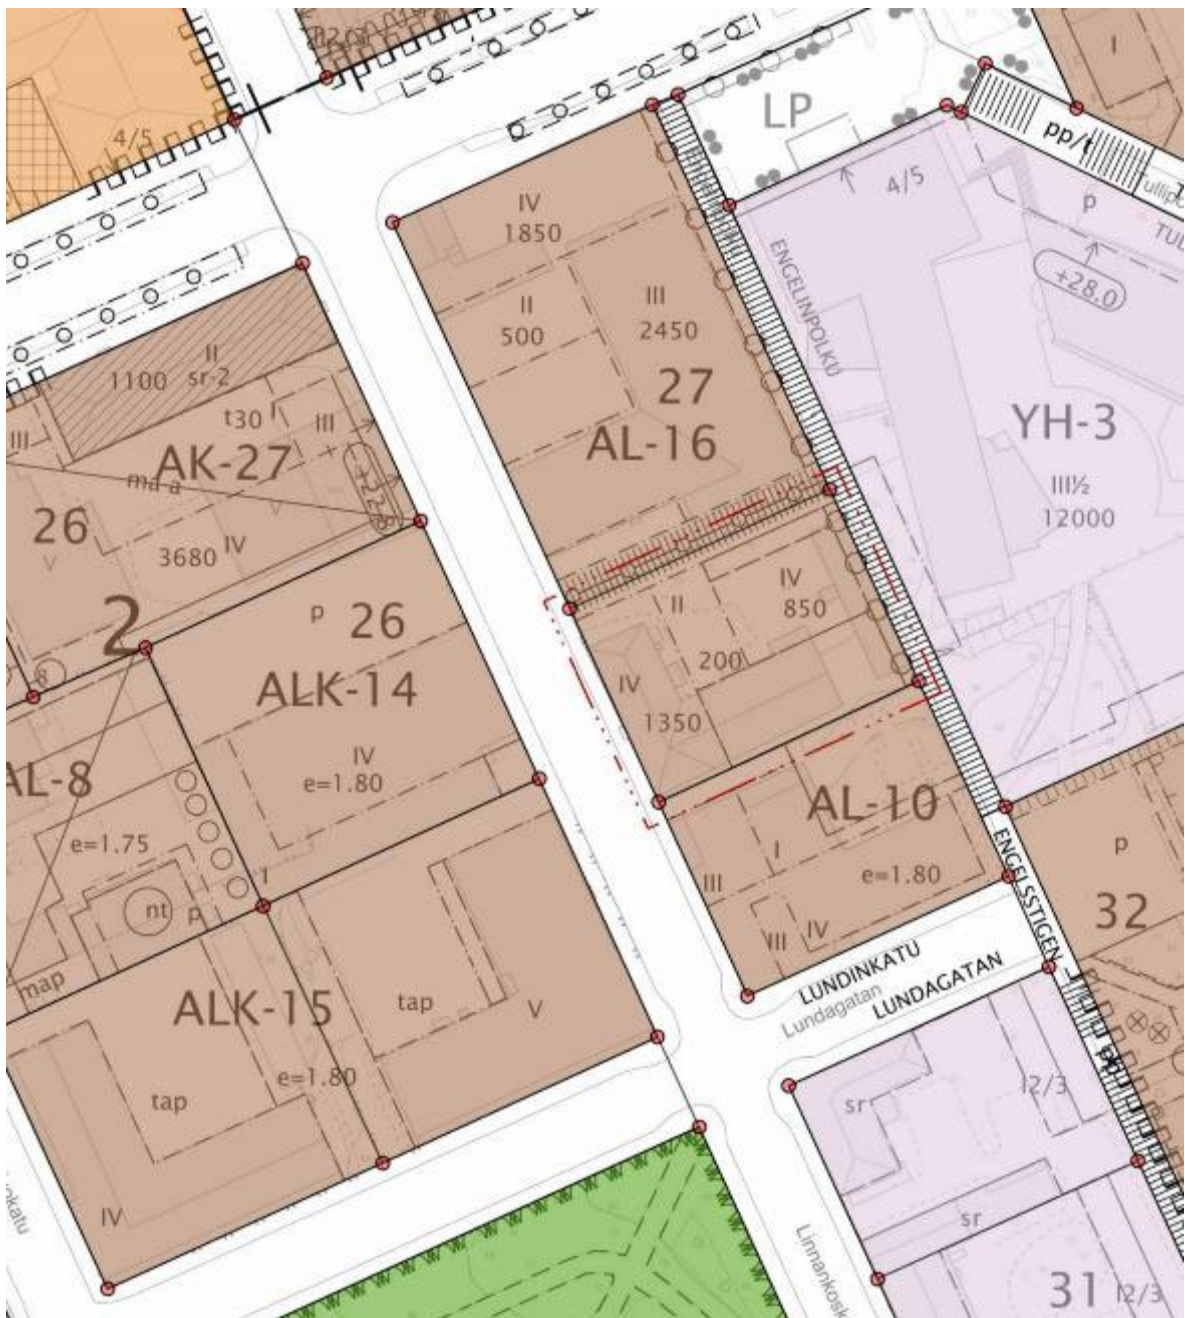 I
4/5
LP
pp/t
4/5
p
IV
1850
+28.0
II
500
III
2450
ENGELINPOLKU
II
1100
sr-2
27
t30
I
III
III
YH-3
AL-16
AK-27
ma-a
III½
12000
26
V
3680
IV
IV
850
II
p
26
2
200
8
IV
ALK-14
1350
IV
e=1.80
AL-8
AL-10
e=1.75
I
p
e=1.80
I
III
nt
p
32
III
IV
ENGELSSTIGEN
LUNDINKATU
LUNDAGATAN
Lundagatan
map
ALK-15
tap
V
e=1.80
tap
sr
I2/3
IV
sr
31
I2/3